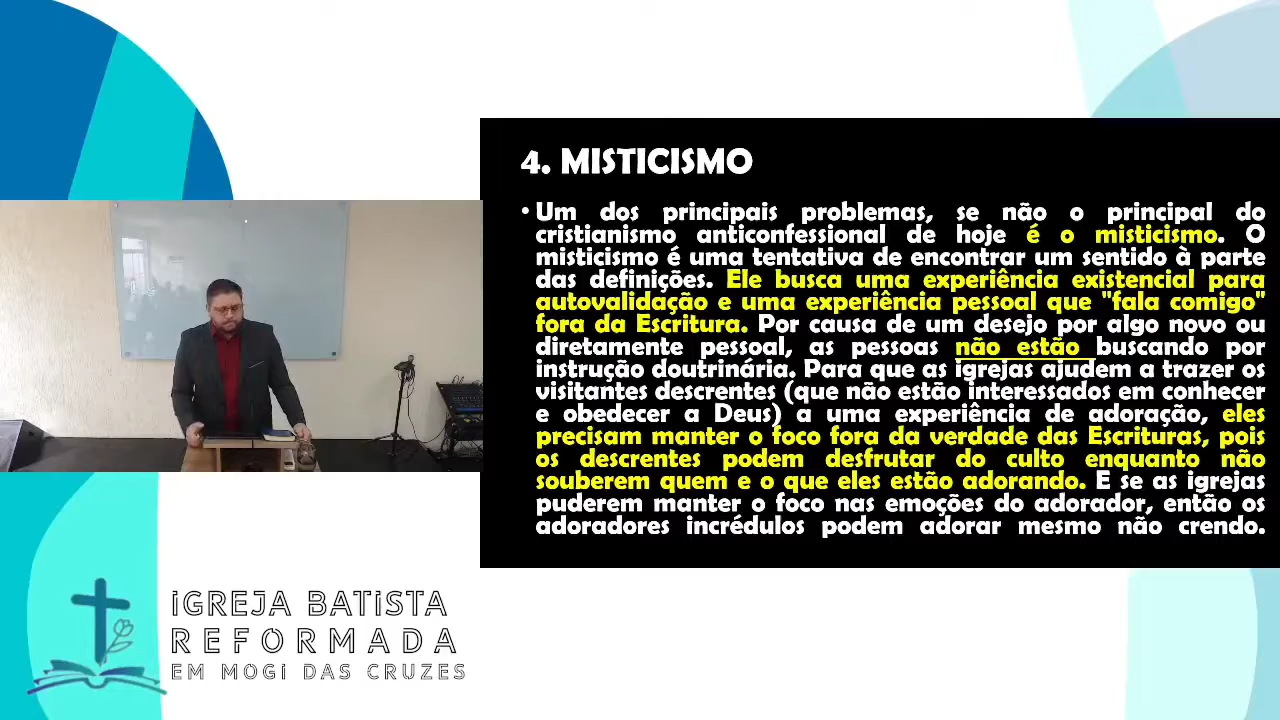 4. MISTICISMO
• Um dos principais problemas, se não o principal do
cristianismo anticonfessional de hoje é o misticismo. O
misticismo é uma tentativa de encontrar um sentido à parte
das definições. Ele busca uma experiência existencial para
autovalidação e uma experiência pessoal que "fala comigo"
fora da Escritura. Por causa de um desejo por algo novo ou
diretamente pessoal, as pessoas não estão buscando por
instrução doutrinária. Para que as igrejas ajudem a trazer os
visitantes descrentes (que não estão interessados em conhecer
e obedecer a Deus) a uma experiência de adoração, eles
precisam manter o foco fora da verdade das Escrituras, pois
os descrentes podem desfrutar do culto enquanto não
souberem quem e o que eles estão adorando. E se as igrejas
puderem manter o foco nas emoções do adorador, então os
adoradores incrédulos podem adorar mesmo não crendo.
iGREJA BATiSTA
REFORMADA
EM MOGi DAS CRUZES